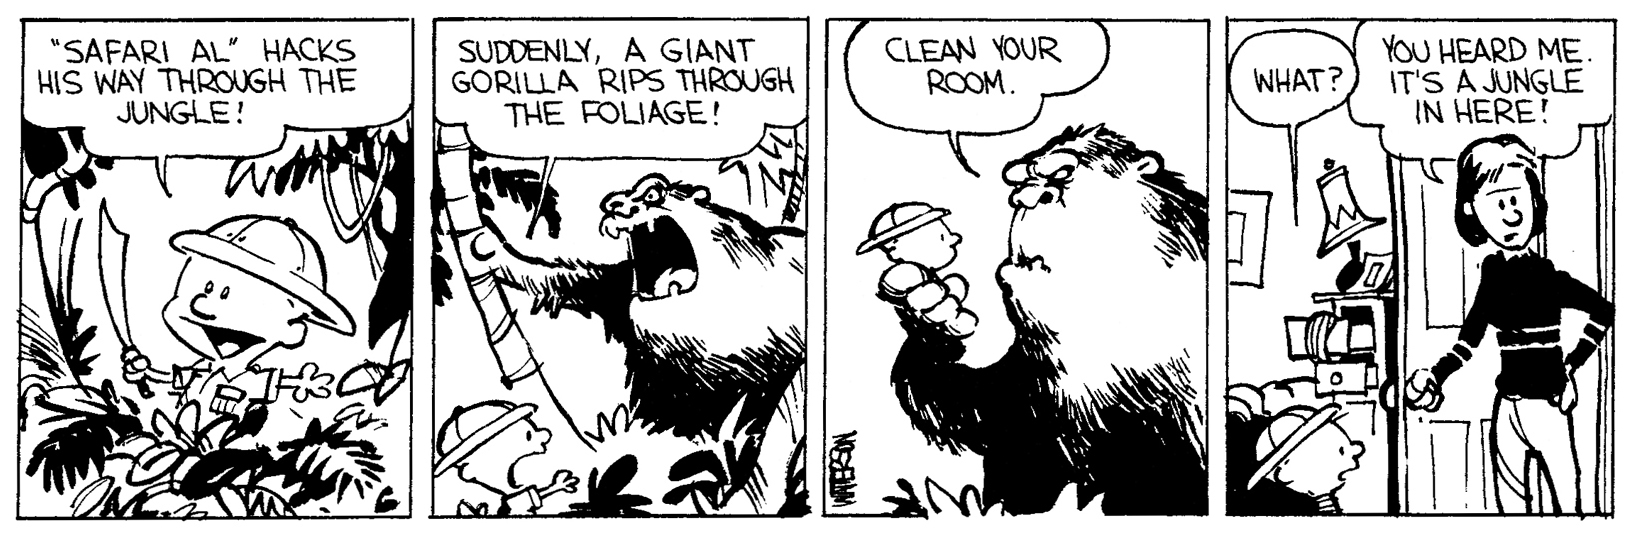 "SAFARI AL" HACKS
HIS WAY THROUGH THE
JUNGLE!
SUDDENLY, A GIANT
GORILLA RIPS THROUGH
THE FOLIAGE!
CLEAN YOUR
ROOM.
WATTERSON
WHAT?
YOU HEARD ME.
IT'S A JUNGLE
IN HERE!